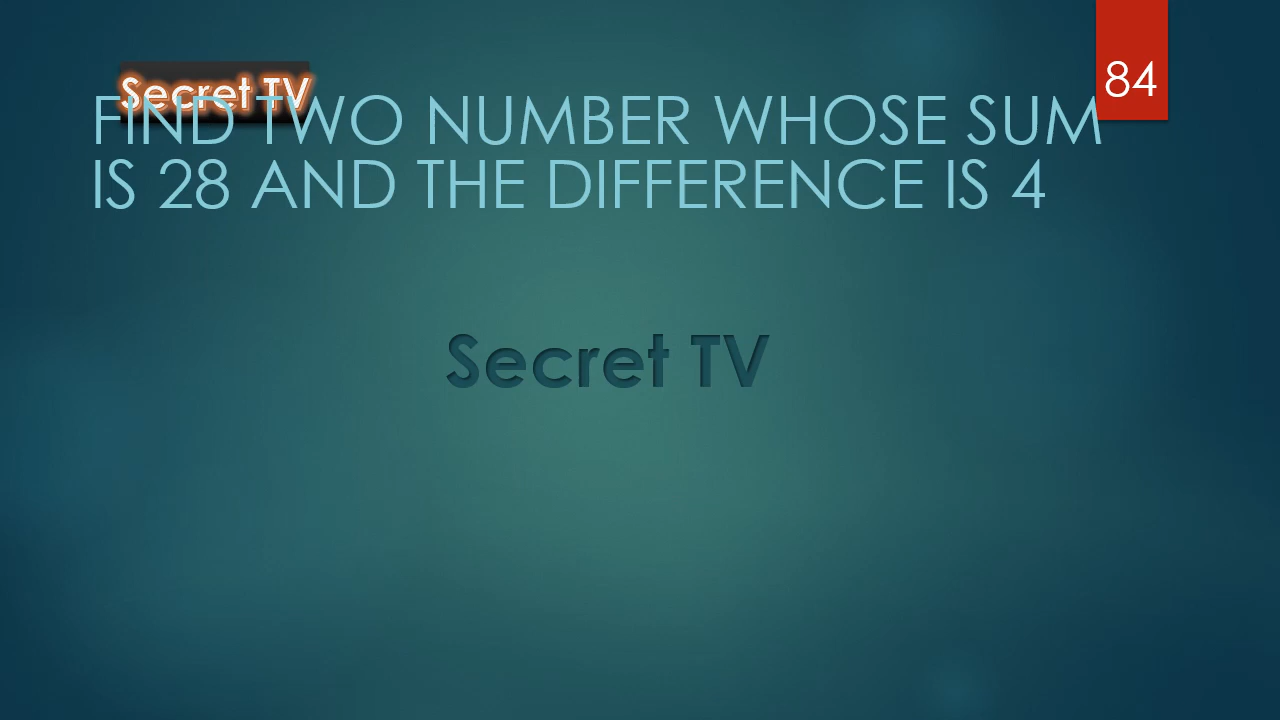 Secret TV
84
FIND TWO NUMBER WHOSE SUM
IS 28 AND THE DIFFERENCE IS 4
Secret TV